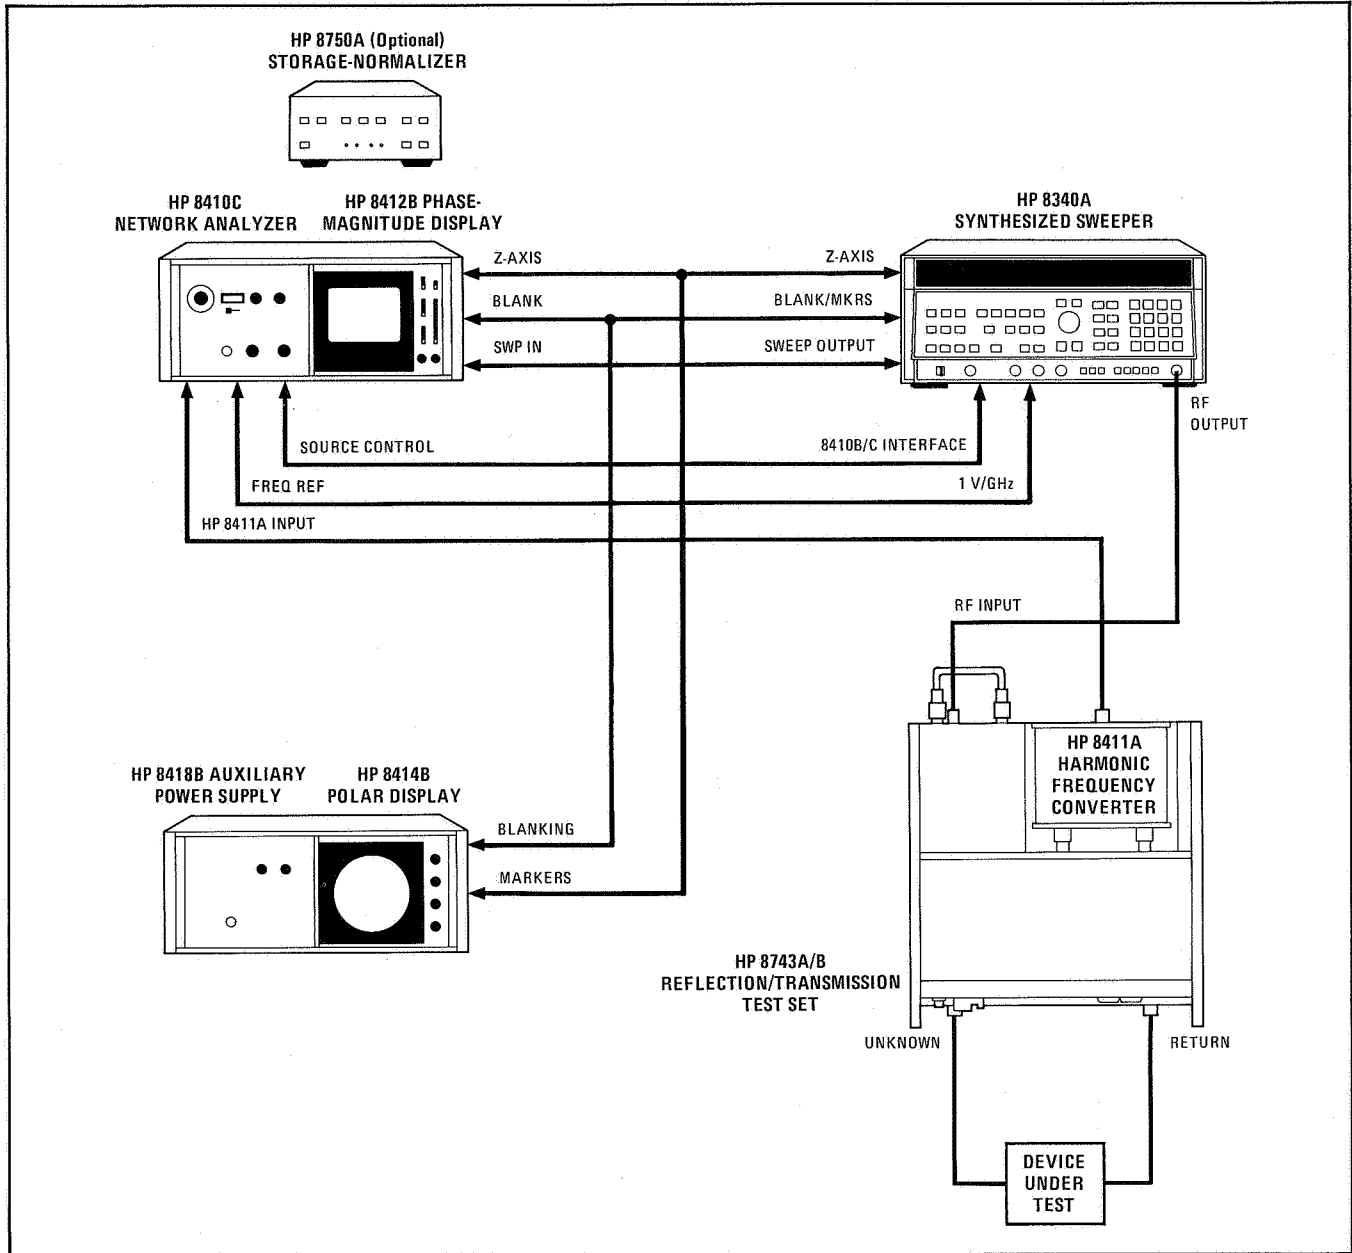 HP 8750A (Optional)
STORAGE-NORMALIZER
HP 8410C
NETWORK ANALYZER
HP 8412B PHASE-
MAGNITUDE DISPLAY
HP 8340A
SYNTHESIZED SWEEPER
Z-AXIS
Z-AXIS
BLANK
BLANK/MKRS
SWP IN
SWEEP OUTPUT
RF
OUTPUT
SOURCE CONTROL
8410B/C INTERFACE
FREQ REF
1 V/GHz
HP 8411A INPUT
RF INPUT
HP 8411A
HARMONIC
FREQUENCY
CONVERTER
HP 8418B AUXILIARY
POWER SUPPLY
HP 8414B
POLAR DISPLAY
BLANKING
MARKERS
HP 8743A/B
REFLECTION/TRANSMISSION
TEST SET
UNKNOWN
RETURN
DEVICE
UNDER
TEST